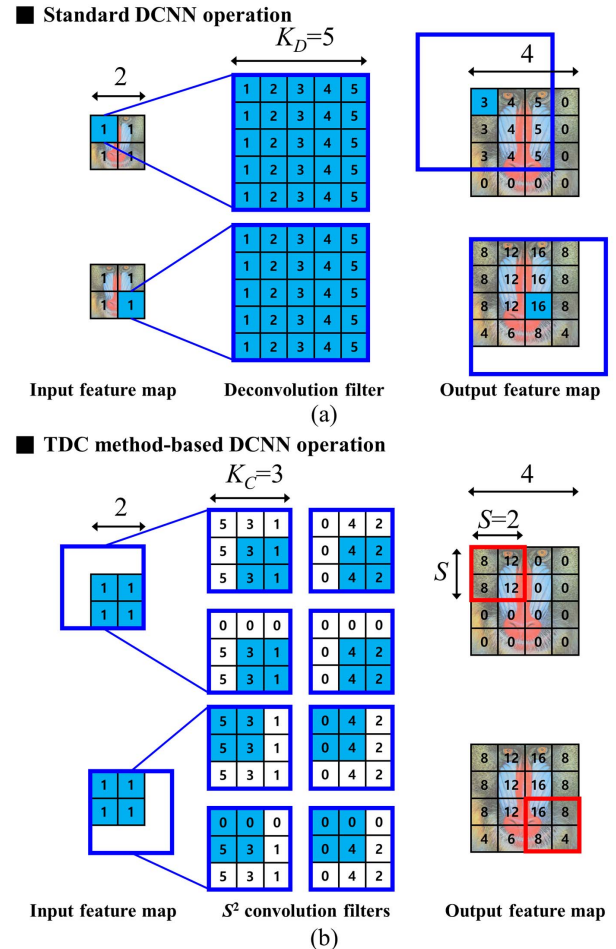 ■ Standard DCNN operation
K_D=5
2
4
1 1
1 1
1 2 3 4 5
1 2 3 4 5
1 2 3 4 5
1 2 3 4 5
1 2 3 4 5
3 4 5 0
3 4 5 0
3 4 5 0
0 0 0 0
1 1
1 1
1 2 3 4 5
1 2 3 4 5
1 2 3 4 5
1 2 3 4 5
1 2 3 4 5
8 12 16 8
8 12 16 8
8 12 16 8
4 6 8 4
Input feature map Deconvolution filter Output feature map
(a)
■ TDC method-based DCNN operation
K_C=3
2
4
S=2
S
1 1
1 1
5 3 1 0 4 2
5 3 1 0 4 2
5 3 1 0 4 2
0 0 0 0 0 0
5 3 1 0 4 2
5 3 1 0 4 2
8 12 0 0
8 12 0 0
0 0 0 0
0 0 0 0
1 1
1 1
5 3 1 0 4 2
5 3 1 0 4 2
5 3 1 0 4 2
0 0 0 0 0 0
5 3 1 0 4 2
5 3 1 0 4 2
8 12 16 8
8 12 16 8
8 12 16 8
4 6 8 4
Input feature map S² convolution filters Output feature map
(b)